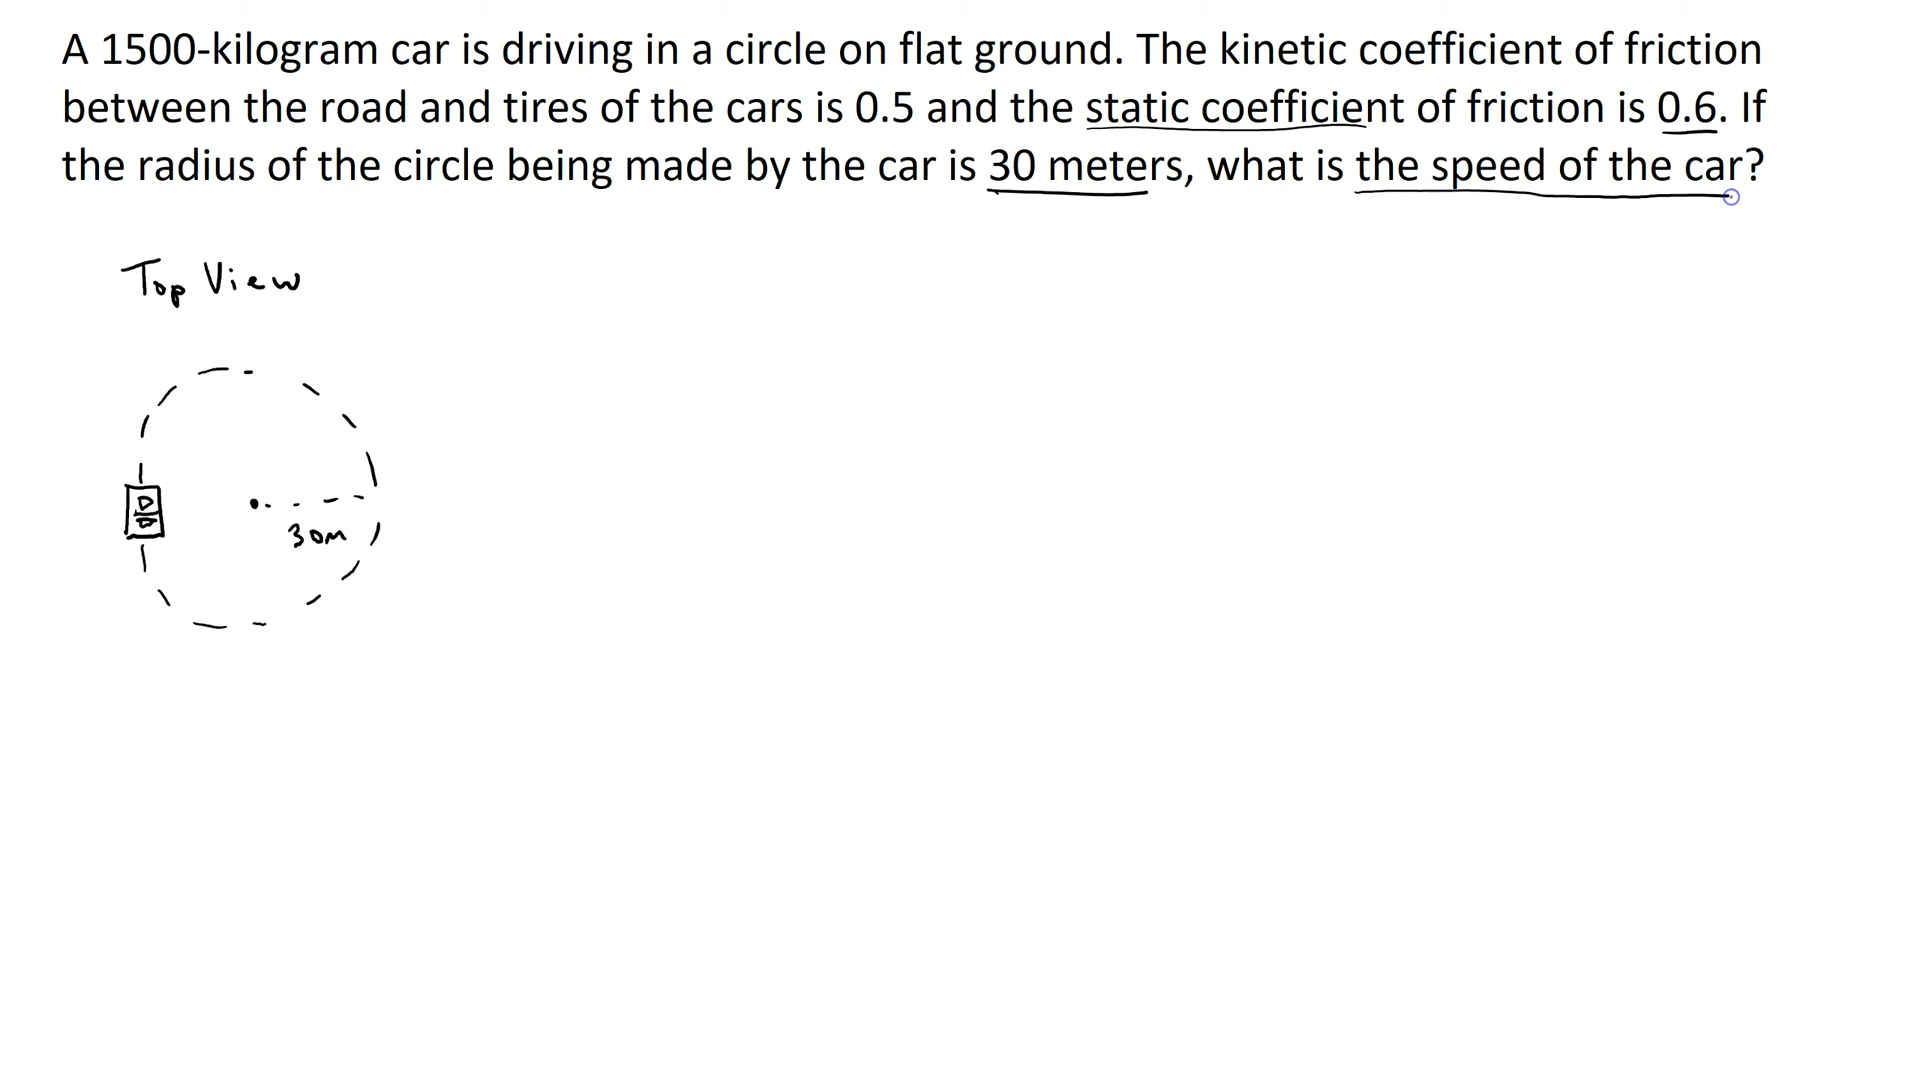 A 1500-kilogram car is driving in a circle on flat ground. The kinetic coefficient of friction
between the road and tires of the cars is 0.5 and the static coefficient of friction is 0.6. If
the radius of the circle being made by the car is 30 meters, what is the speed of the car?
Top View
30m